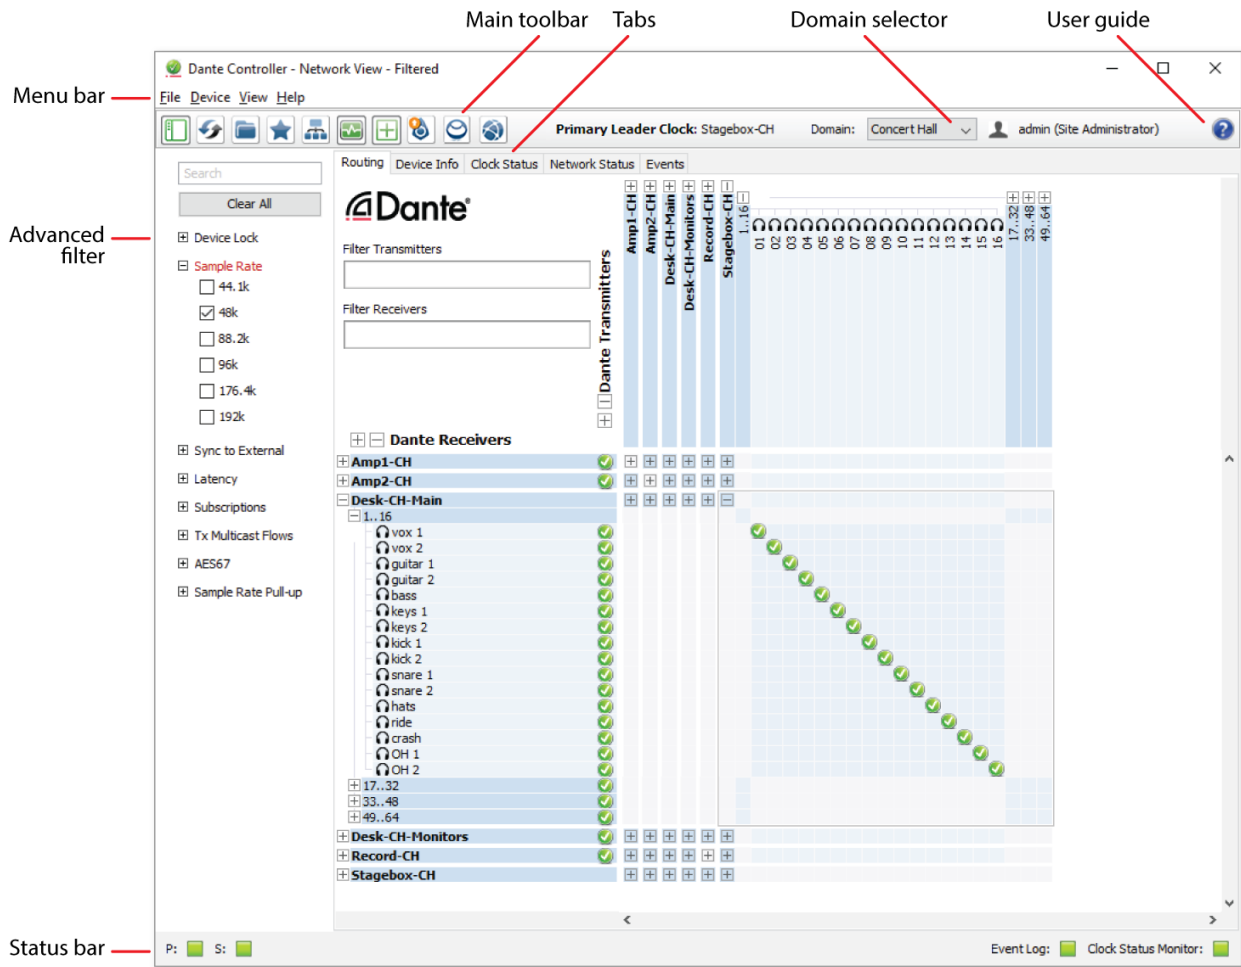 Main toolbar
Tabs
Domain selector
User guide
Dante Controller - Network View - Filtered
Menu bar
File Device View Help
Primary Leader Clock: Stagebox-CH
Domain:
Concert Hall
admin (Site Administrator)
?
Search
Clear All
Advanced
filter
Device Lock
Sample Rate
44.1k
48k
88.2k
96k
176.4k
192k
Sync to External
Latency
Subscriptions
Tx Multicast Flows
AES67
Sample Rate Pull-up
Routing
Device Info
Clock Status
Network Status
Events
Dante
Filter Transmitters
Filter Receivers
Dante Transmitters
Amp1-CH
Amp2-CH
Desk-CH-Main
Desk-CH-Monitors
Record-CH
Stagebox-CH
1..16
01
02
03
04
05
06
07
08
09
10
11
12
13
14
15
16
17..32
33..48
49..64
Dante Receivers
Amp1-CH
Amp2-CH
Desk-CH-Main
1..16
vox 1
vox 2
guitar 1
guitar 2
bass
keys 1
keys 2
kick 1
kick 2
snare 1
snare 2
hats
ride
crash
OH 1
OH 2
17..32
33..48
49..64
Desk-CH-Monitors
Record-CH
Stagebox-CH
Status bar
P:
S:
Event Log:
Clock Status Monitor: